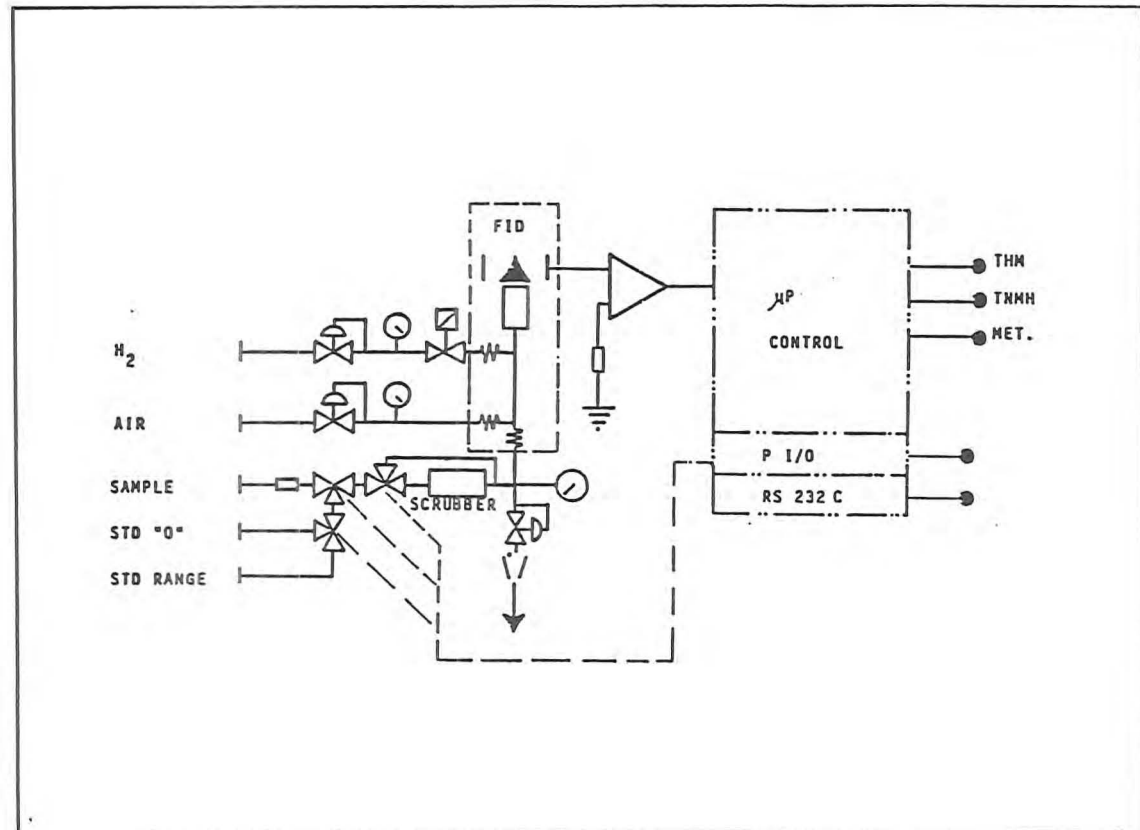 FID
THM
TNMH
MET.
µP
CONTROL
H2
AIR
P I/O
SAMPLE
SCRUBBER
RS 232 C
STD "0"
STD RANGE